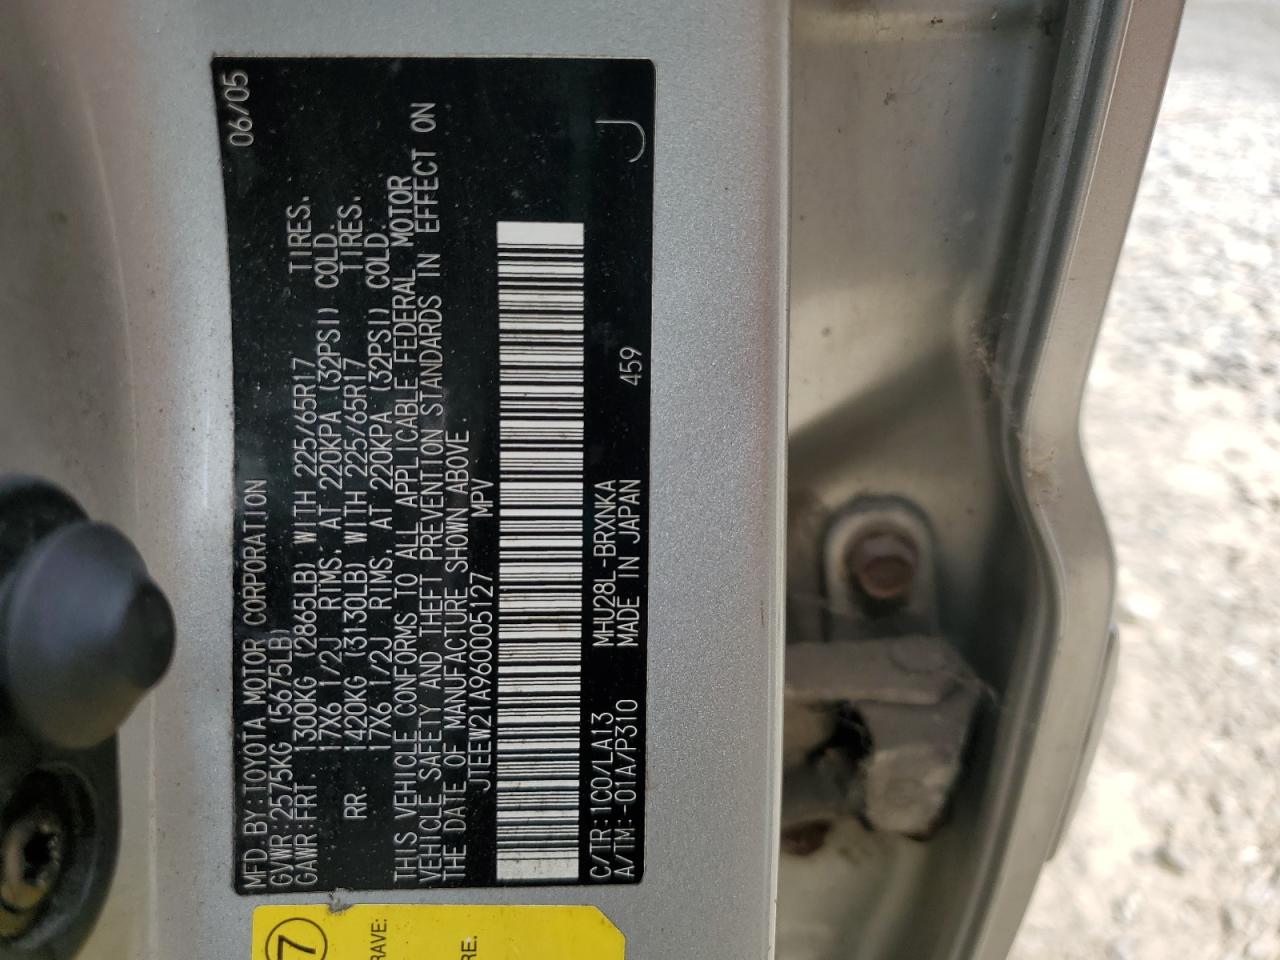 MFD. BY: TOYOTA MOTOR CORPORATION 06/05
GVWR: 2575KG (5675LB)
GAWR: FRT. 1300KG (2865LB) WITH 225/65R17 TIRES.
17X6 1/2J RIMS, AT 220KPA (32PSI) COLD.
RR. 1420KG (3130LB) WITH 225/65R17 TIRES.
17X6 1/2J RIMS, AT 220KPA (32PSI) COLD.
THIS VEHICLE CONFORMS TO ALL APPLICABLE FEDERAL MOTOR
VEHICLE SAFETY AND THEFT PREVENTION STANDARDS IN EFFECT ON
THE DATE OF MANUFACTURE SHOWN ABOVE.
JTEEW21A960005127 MPV
C/TR: 1C0/LA13 MHU28L-BRXNKA
A/TM: -01A/P310 MADE IN JAPAN 459 J
7
RAVE:
RE.